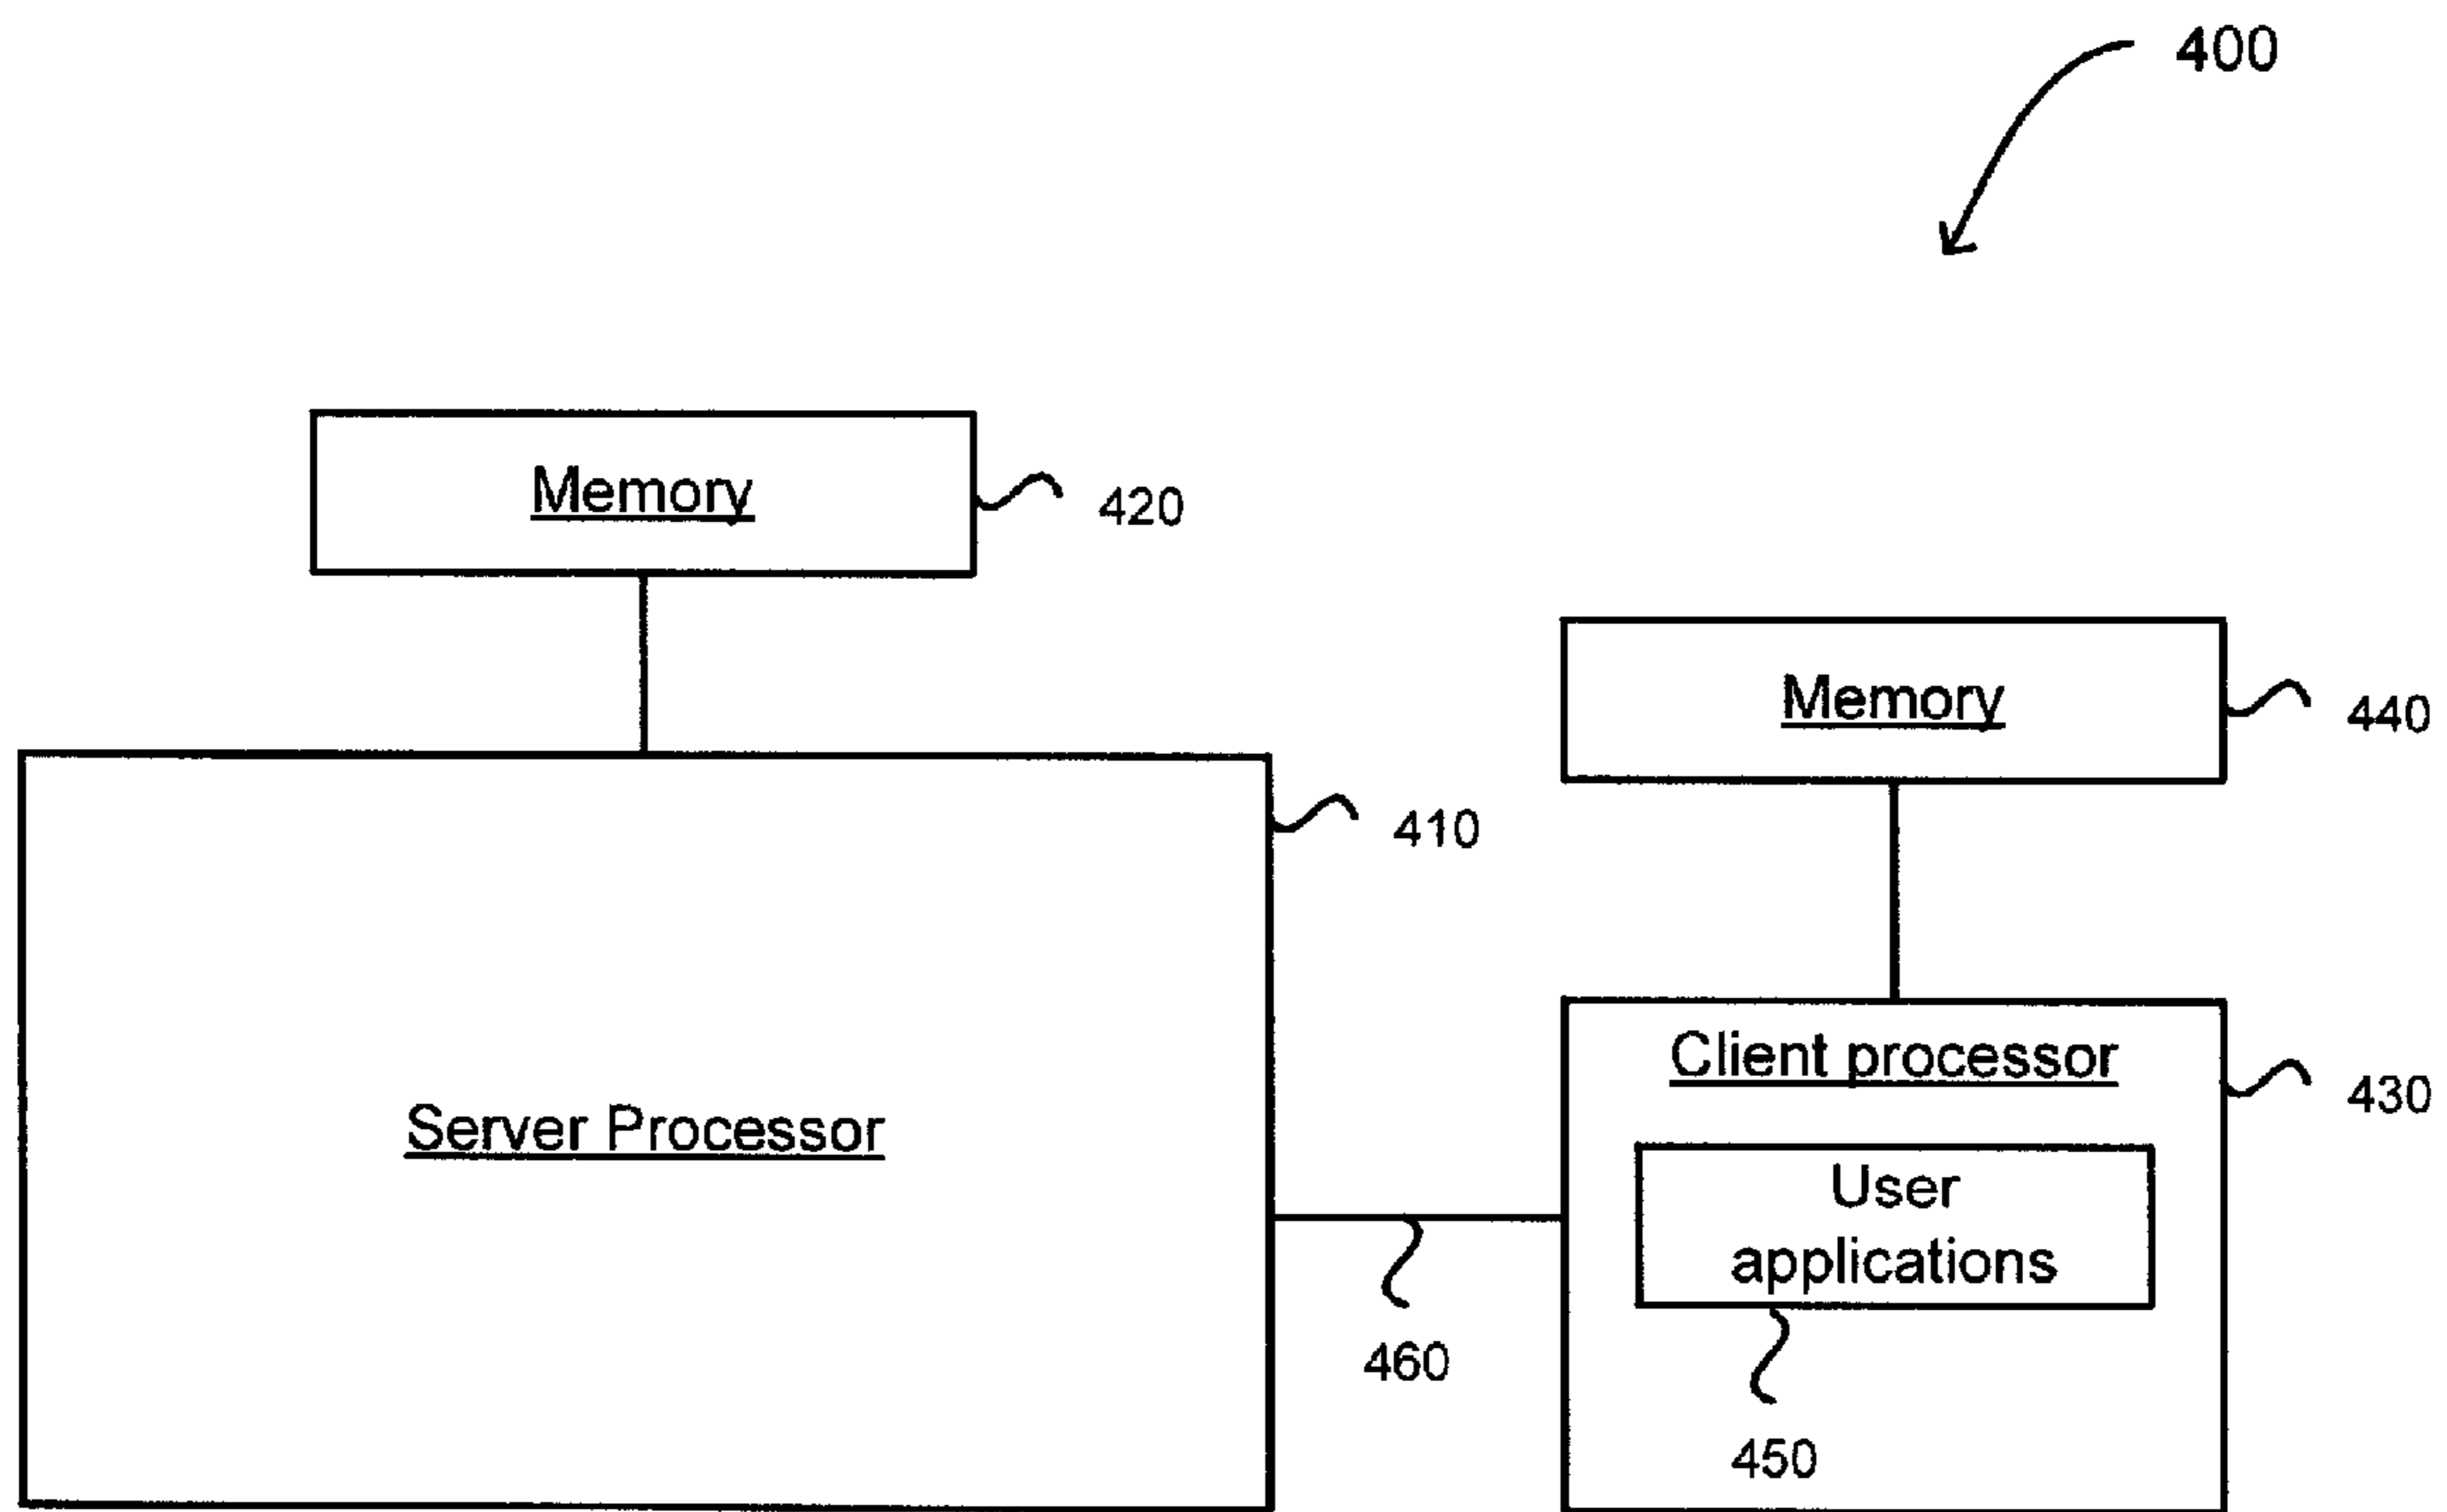 400
Memory
420
Memory
440
410
Client processor
430
Server Processor
User
applications
460
450